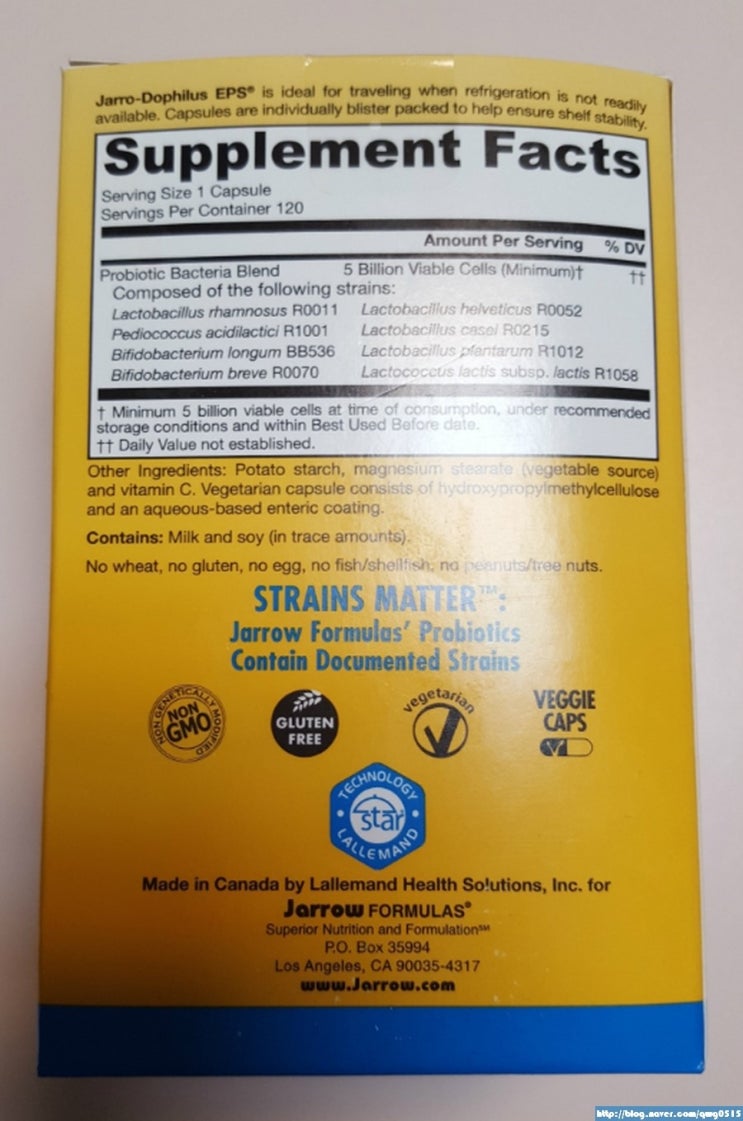 Jarro-Dophilus EPS® is ideal for traveling when refrigeration is not readily
available. Capsules are individually blister packed to help ensure shelf stability.
Supplement Facts
Serving Size 1 Capsule
Servings Per Container 120
Amount Per Serving % DV
Probiotic Bacteria Blend 5 Billion Viable Cells (Minimum)† ††
Composed of the following strains:
Lactobacillus rhamnosus R0011 Lactobacillus helveticus R0052
Pediococcus acidilactici R1001 Lactobacillus casei R0215
Bifidobacterium longum BB536 Lactobacillus plantarum R1012
Bifidobacterium breve R0070 Lactococcus lactis subsp. lactis R1058
† Minimum 5 billion viable cells at time of consumption, under recommended
storage conditions and within Best Used Before date.
†† Daily Value not established.
Other Ingredients: Potato starch, magnesium stearate (vegetable source)
and vitamin C. Vegetarian capsule consists of hydroxypropylmethylcellulose
and an aqueous-based enteric coating.
Contains: Milk and soy (in trace amounts).
No wheat, no gluten, no egg, no fish/shellfish, no peanuts/tree nuts.
STRAINS MATTER™:
Jarrow Formulas' Probiotics
Contain Documented Strains
NON GENETICALLY MODIFIED
NON
GMO
GLUTEN
FREE
vegetarian
VEGGIE
CAPS
TECHNOLOGY
star
LALLEMAND
Made in Canada by Lallemand Health Solutions, Inc. for
Jarrow FORMULAS®
Superior Nutrition and Formulation℠
P.O. Box 35994
Los Angeles, CA 90035-4317
www.Jarrow.com
http://blog.naver.com/qwg0515